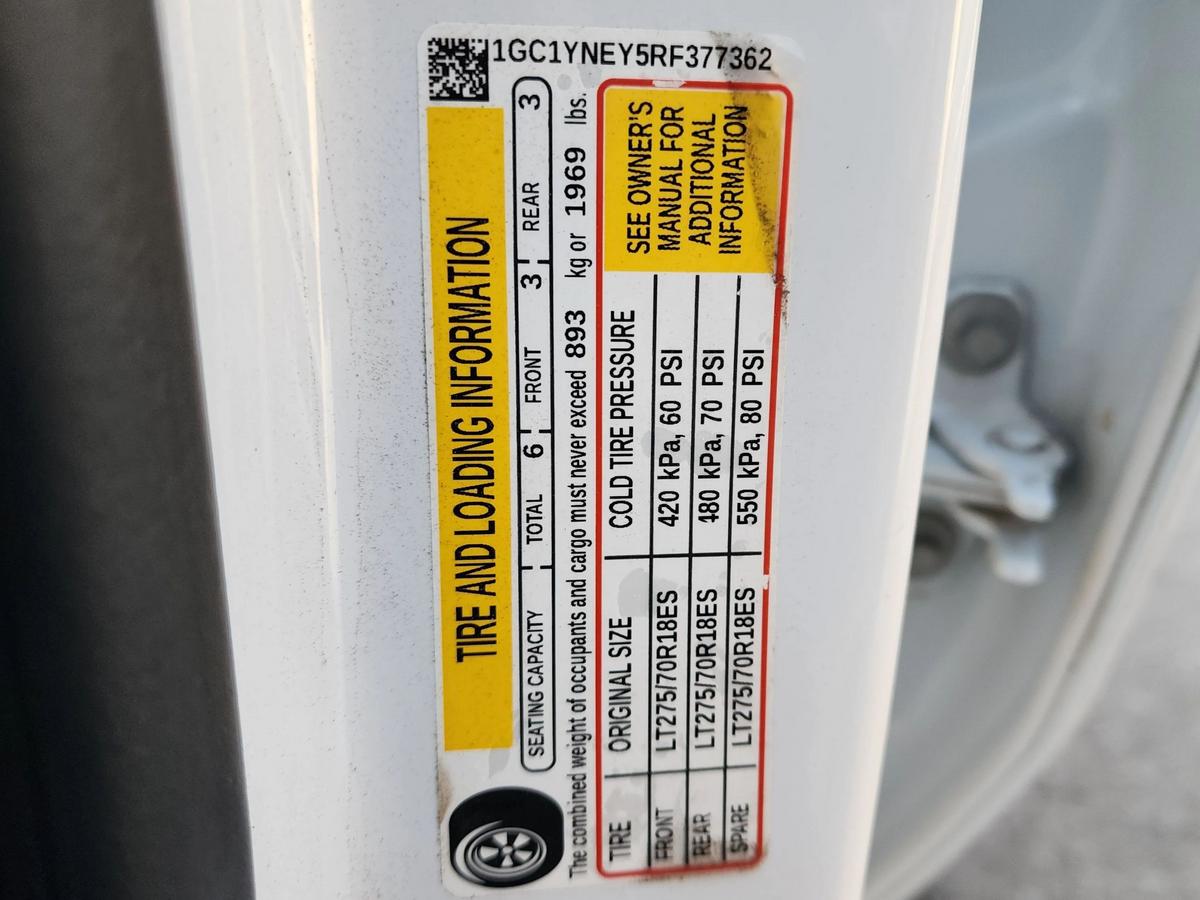 1GC1YNEY5RF377362
TIRE AND LOADING INFORMATION
SEATING CAPACITY TOTAL 6 FRONT 3 REAR 3
The combined weight of occupants and cargo must never exceed 893 kg or 1969 lbs.
TIRE ORIGINAL SIZE COLD TIRE PRESSURE
FRONT LT275/70R18ES 420 kPa, 60 PSI
REAR LT275/70R18ES 480 kPa, 70 PSI
SPARE LT275/70R18ES 550 kPa, 80 PSI
SEE OWNER'S
MANUAL FOR
ADDITIONAL
INFORMATION